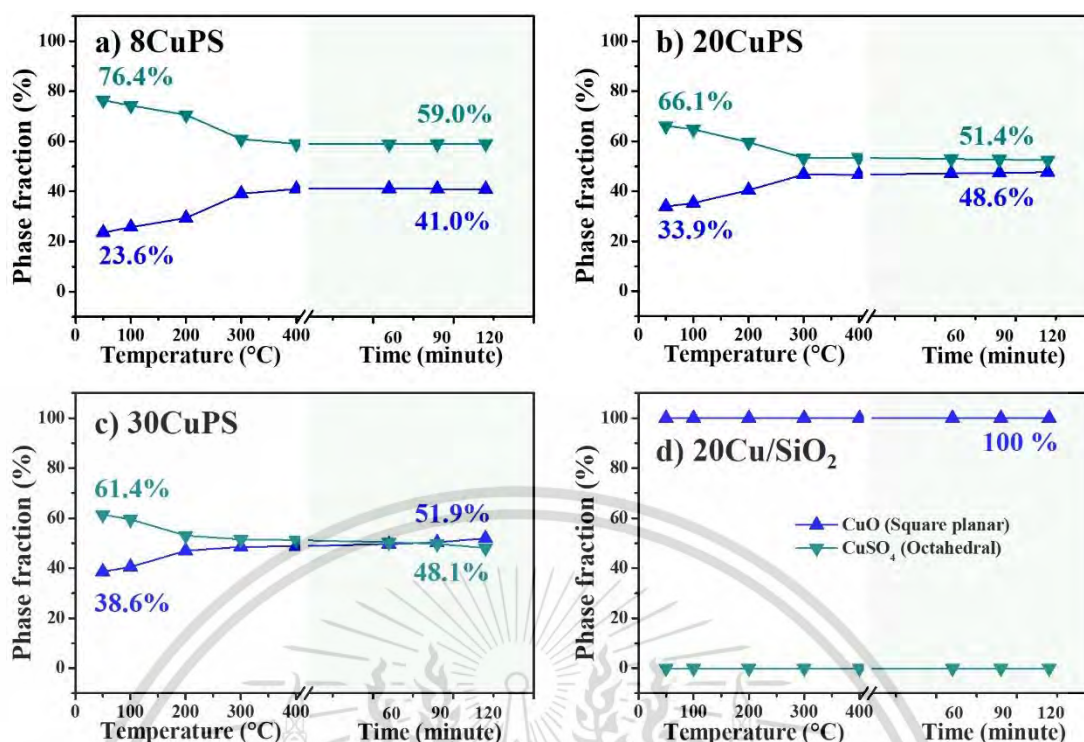 a) 8CuPS
Phase fraction (%)
100
80
60
40
20
0
76.4%
59.0%
41.0%
23.6%
0 100 200 300 400 60 90 120
Temperature (°C) Time (minute)
b) 20CuPS
Phase fraction (%)
100
80
60
40
20
0
66.1%
51.4%
48.6%
33.9%
0 100 200 300 400 60 90 120
Temperature (°C) Time (minute)
c) 30CuPS
Phase fraction (%)
100
80
60
40
20
0
61.4%
51.9%
48.1%
38.6%
0 100 200 300 400 60 90 120
Temperature (°C) Time (minute)
d) 20Cu/SiO₂
Phase fraction (%)
100
80
60
40
20
0
100 %
CuO (Square planar)
CuSO₄ (Octahedral)
0 100 200 300 400 60 90 120
Temperature (°C) Time (minute)